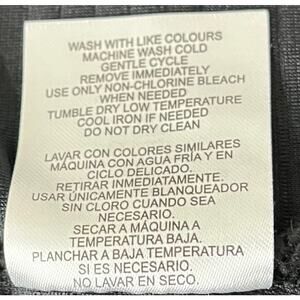 WASH WITH LIKE COLOURS
MACHINE WASH COLD
GENTLE CYCLE
REMOVE IMMEDIATELY
USE ONLY NON-CHLORINE BLEACH
WHEN NEEDED
TUMBLE DRY LOW TEMPERATURE
COOL IRON IF NEEDED
DO NOT DRY CLEAN
LAVAR CON COLORES SIMILARES
MÁQUINA CON AGUA FRÍA Y EN
CICLO DELICADO.
RETIRAR INMEDIATAMENTE.
USAR ÚNICAMENTE BLANQUEADOR
SIN CLORO CUANDO SEA
NECESARIO.
SECAR A MÁQUINA A
TEMPERATURA BAJA.
PLANCHAR A BAJA TEMPERATURA
SI ES NECESARIO.
NO LAVAR EN SECO.